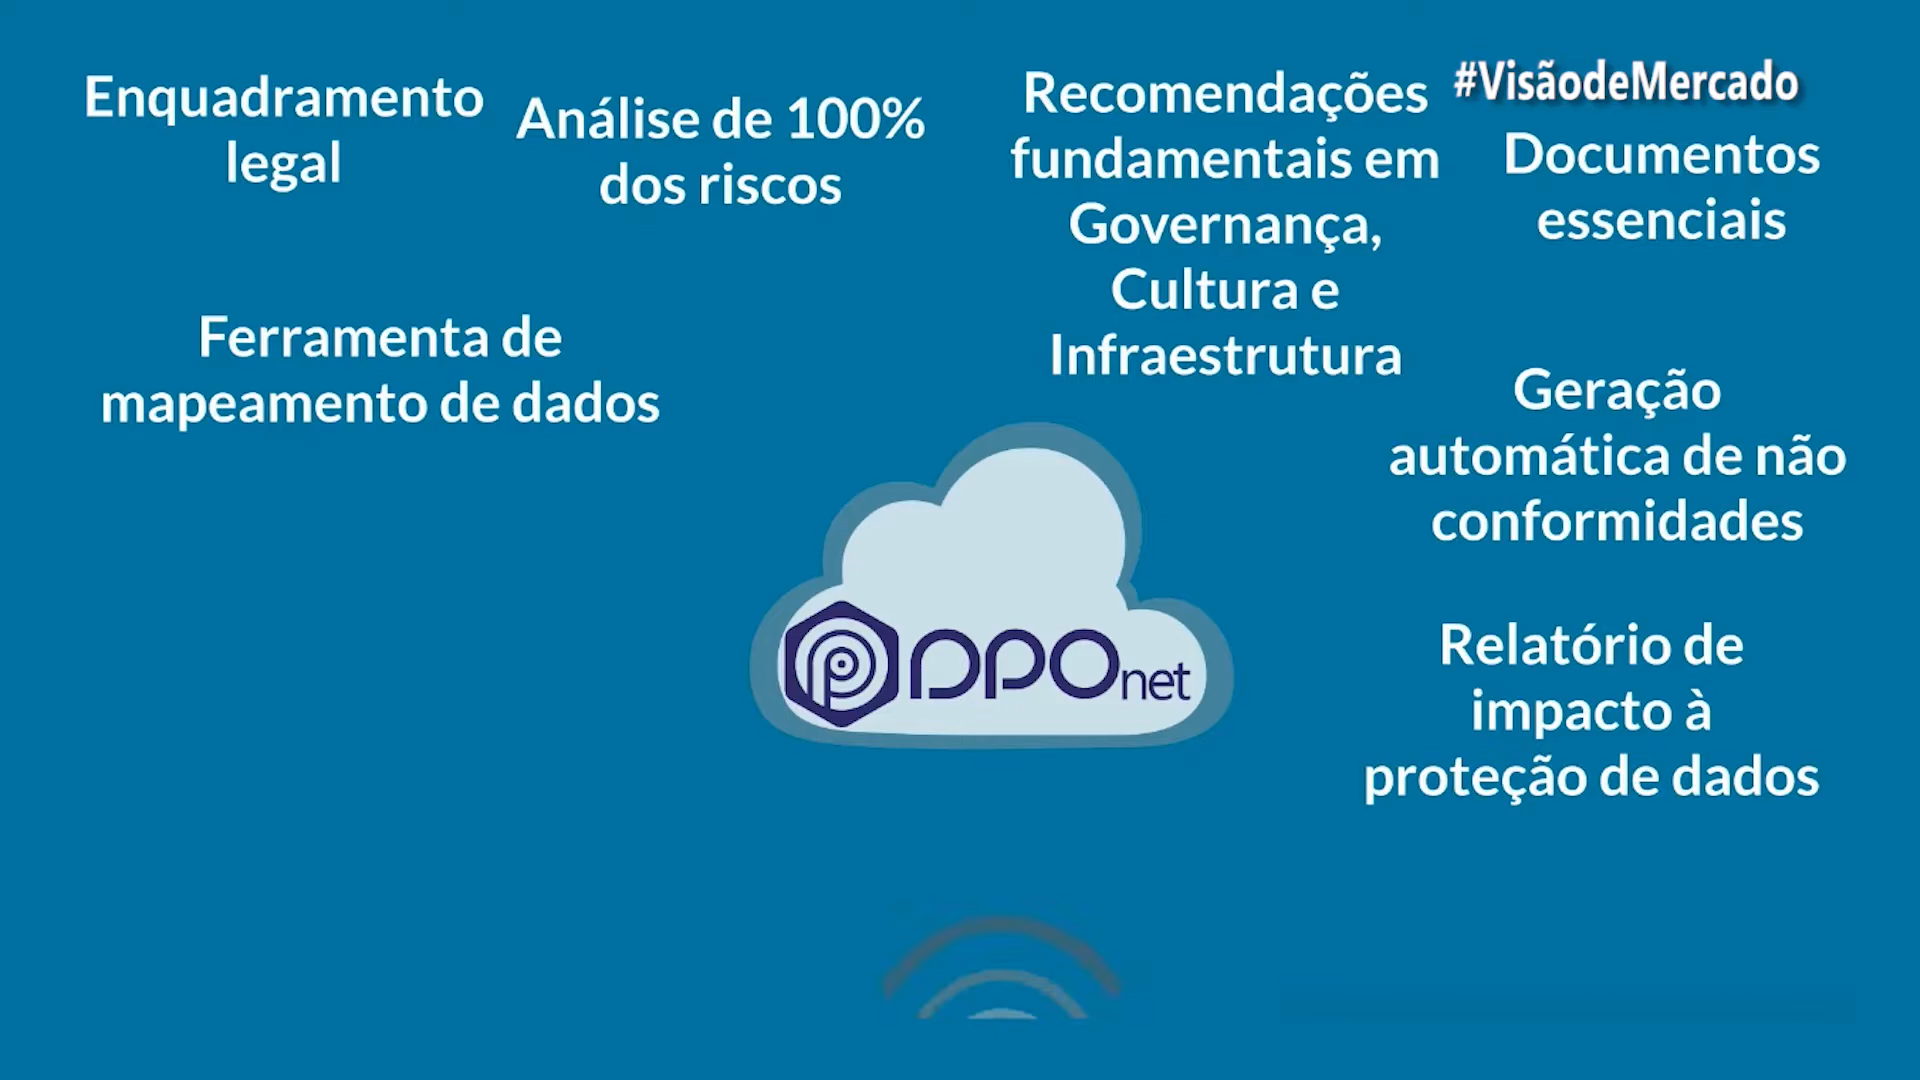 Enquadramento
legal
Análise de 100%
dos riscos
Recomendações
fundamentais em
Governança,
Cultura e
Infraestrutura
#VisãodeMercado
Documentos
essenciais
Ferramenta de
mapeamento de dados
Geração
automática de não
conformidades
DPOnet
Relatório de
impacto à
proteção de dados